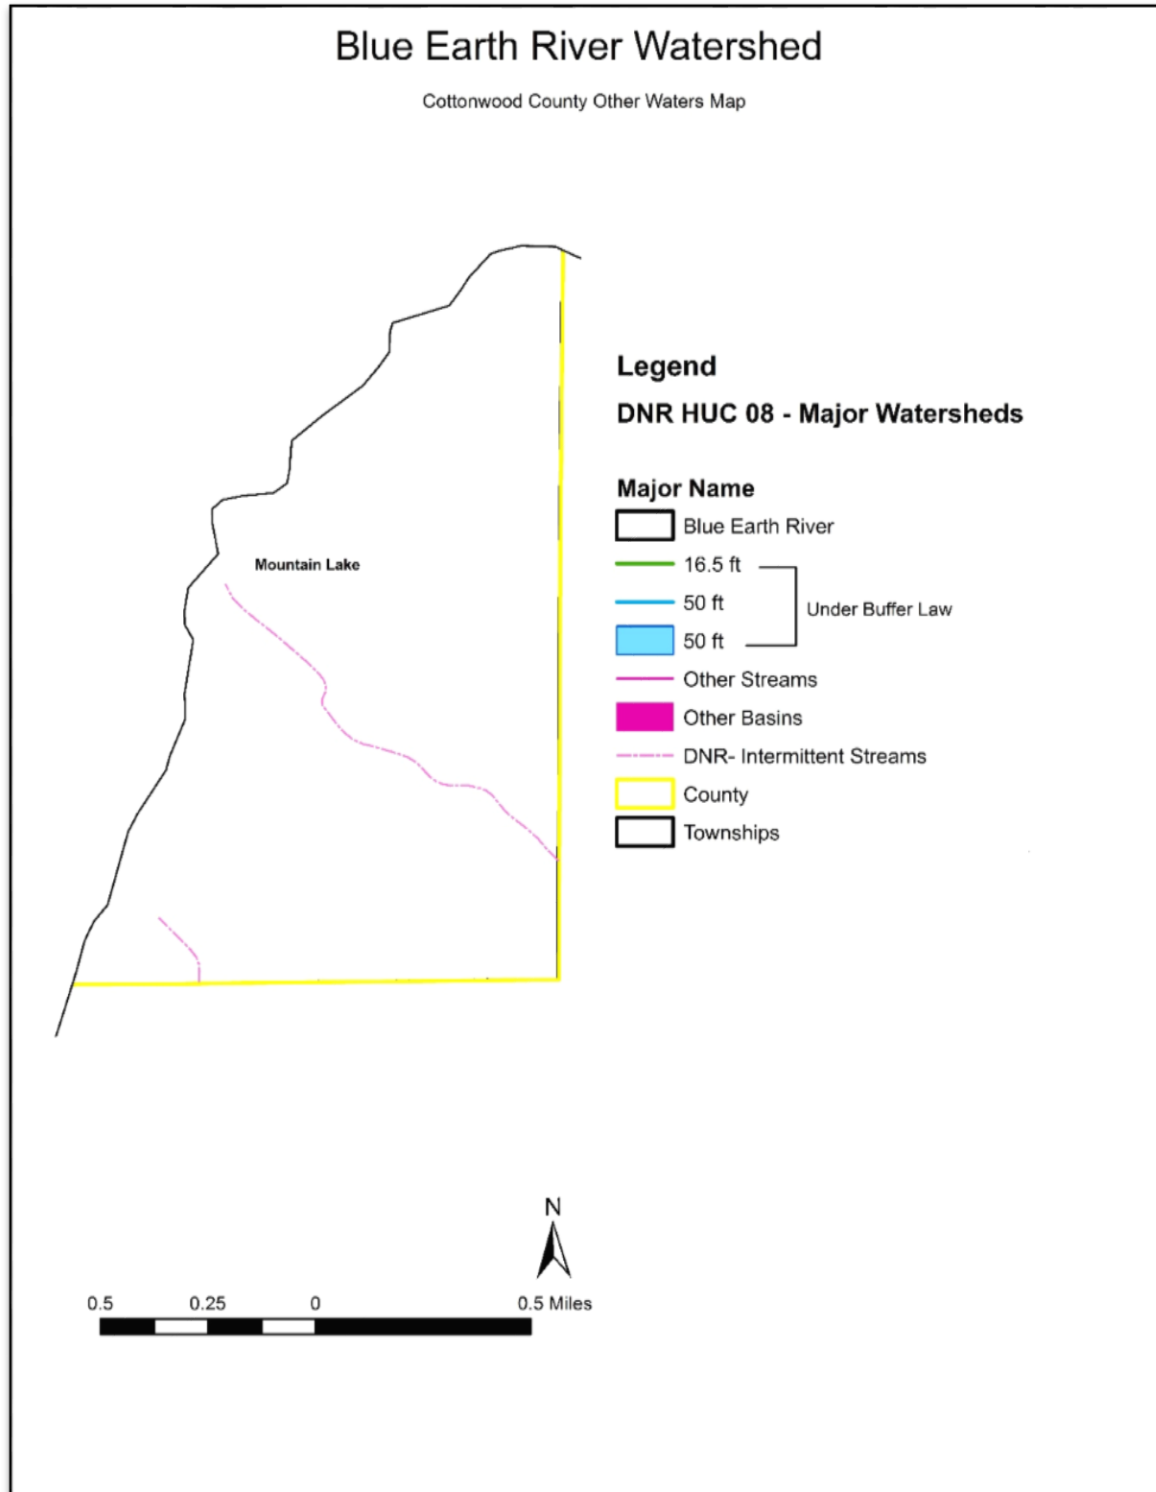 Blue Earth River Watershed
Cottonwood County Other Waters Map
Mountain Lake
Legend
DNR HUC 08 - Major Watersheds
Major Name
Blue Earth River
16.5 ft
50 ft
Under Buffer Law
50 ft
Other Streams
Other Basins
DNR- Intermittent Streams
County
Townships
N
0.5 0.25 0 0.5 Miles